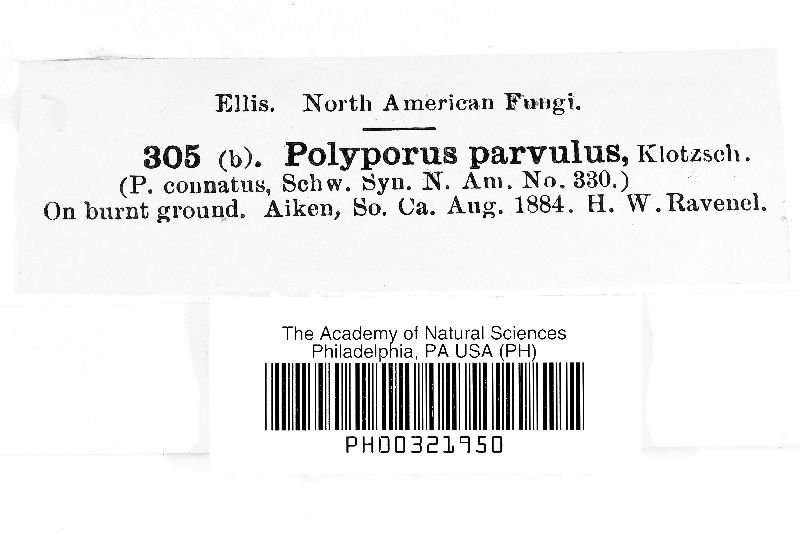 Ellis. North American Fungi.
305 (b). Polyporus parvulus, Klotzsch.
(P. connatus, Schw. Syn. N. Am. No. 330.)
On burnt ground. Aiken, So. Ca. Aug. 1884. H. W. Ravenel.
The Academy of Natural Sciences
Philadelphia, PA USA (PH)
PH00321950